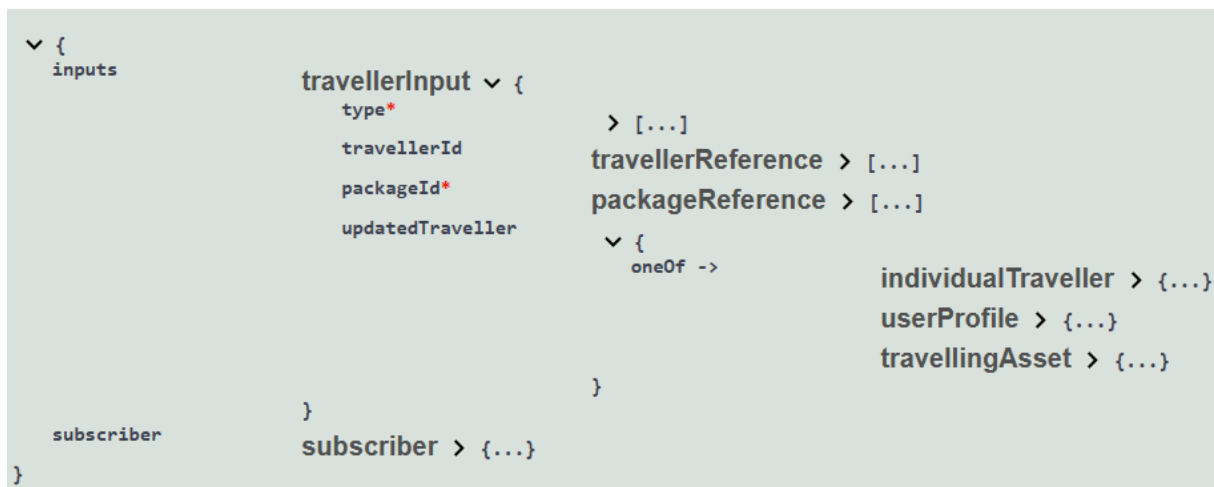 {
inputs travellerInput {
type* [...]
travellerId travellerReference [...]
packageId* packageReference [...]
updatedTraveller {
oneOf -> individualTraveller {...}
userProfile {...}
travellingAsset {...}
}
}
subscriber subscriber {...}
}